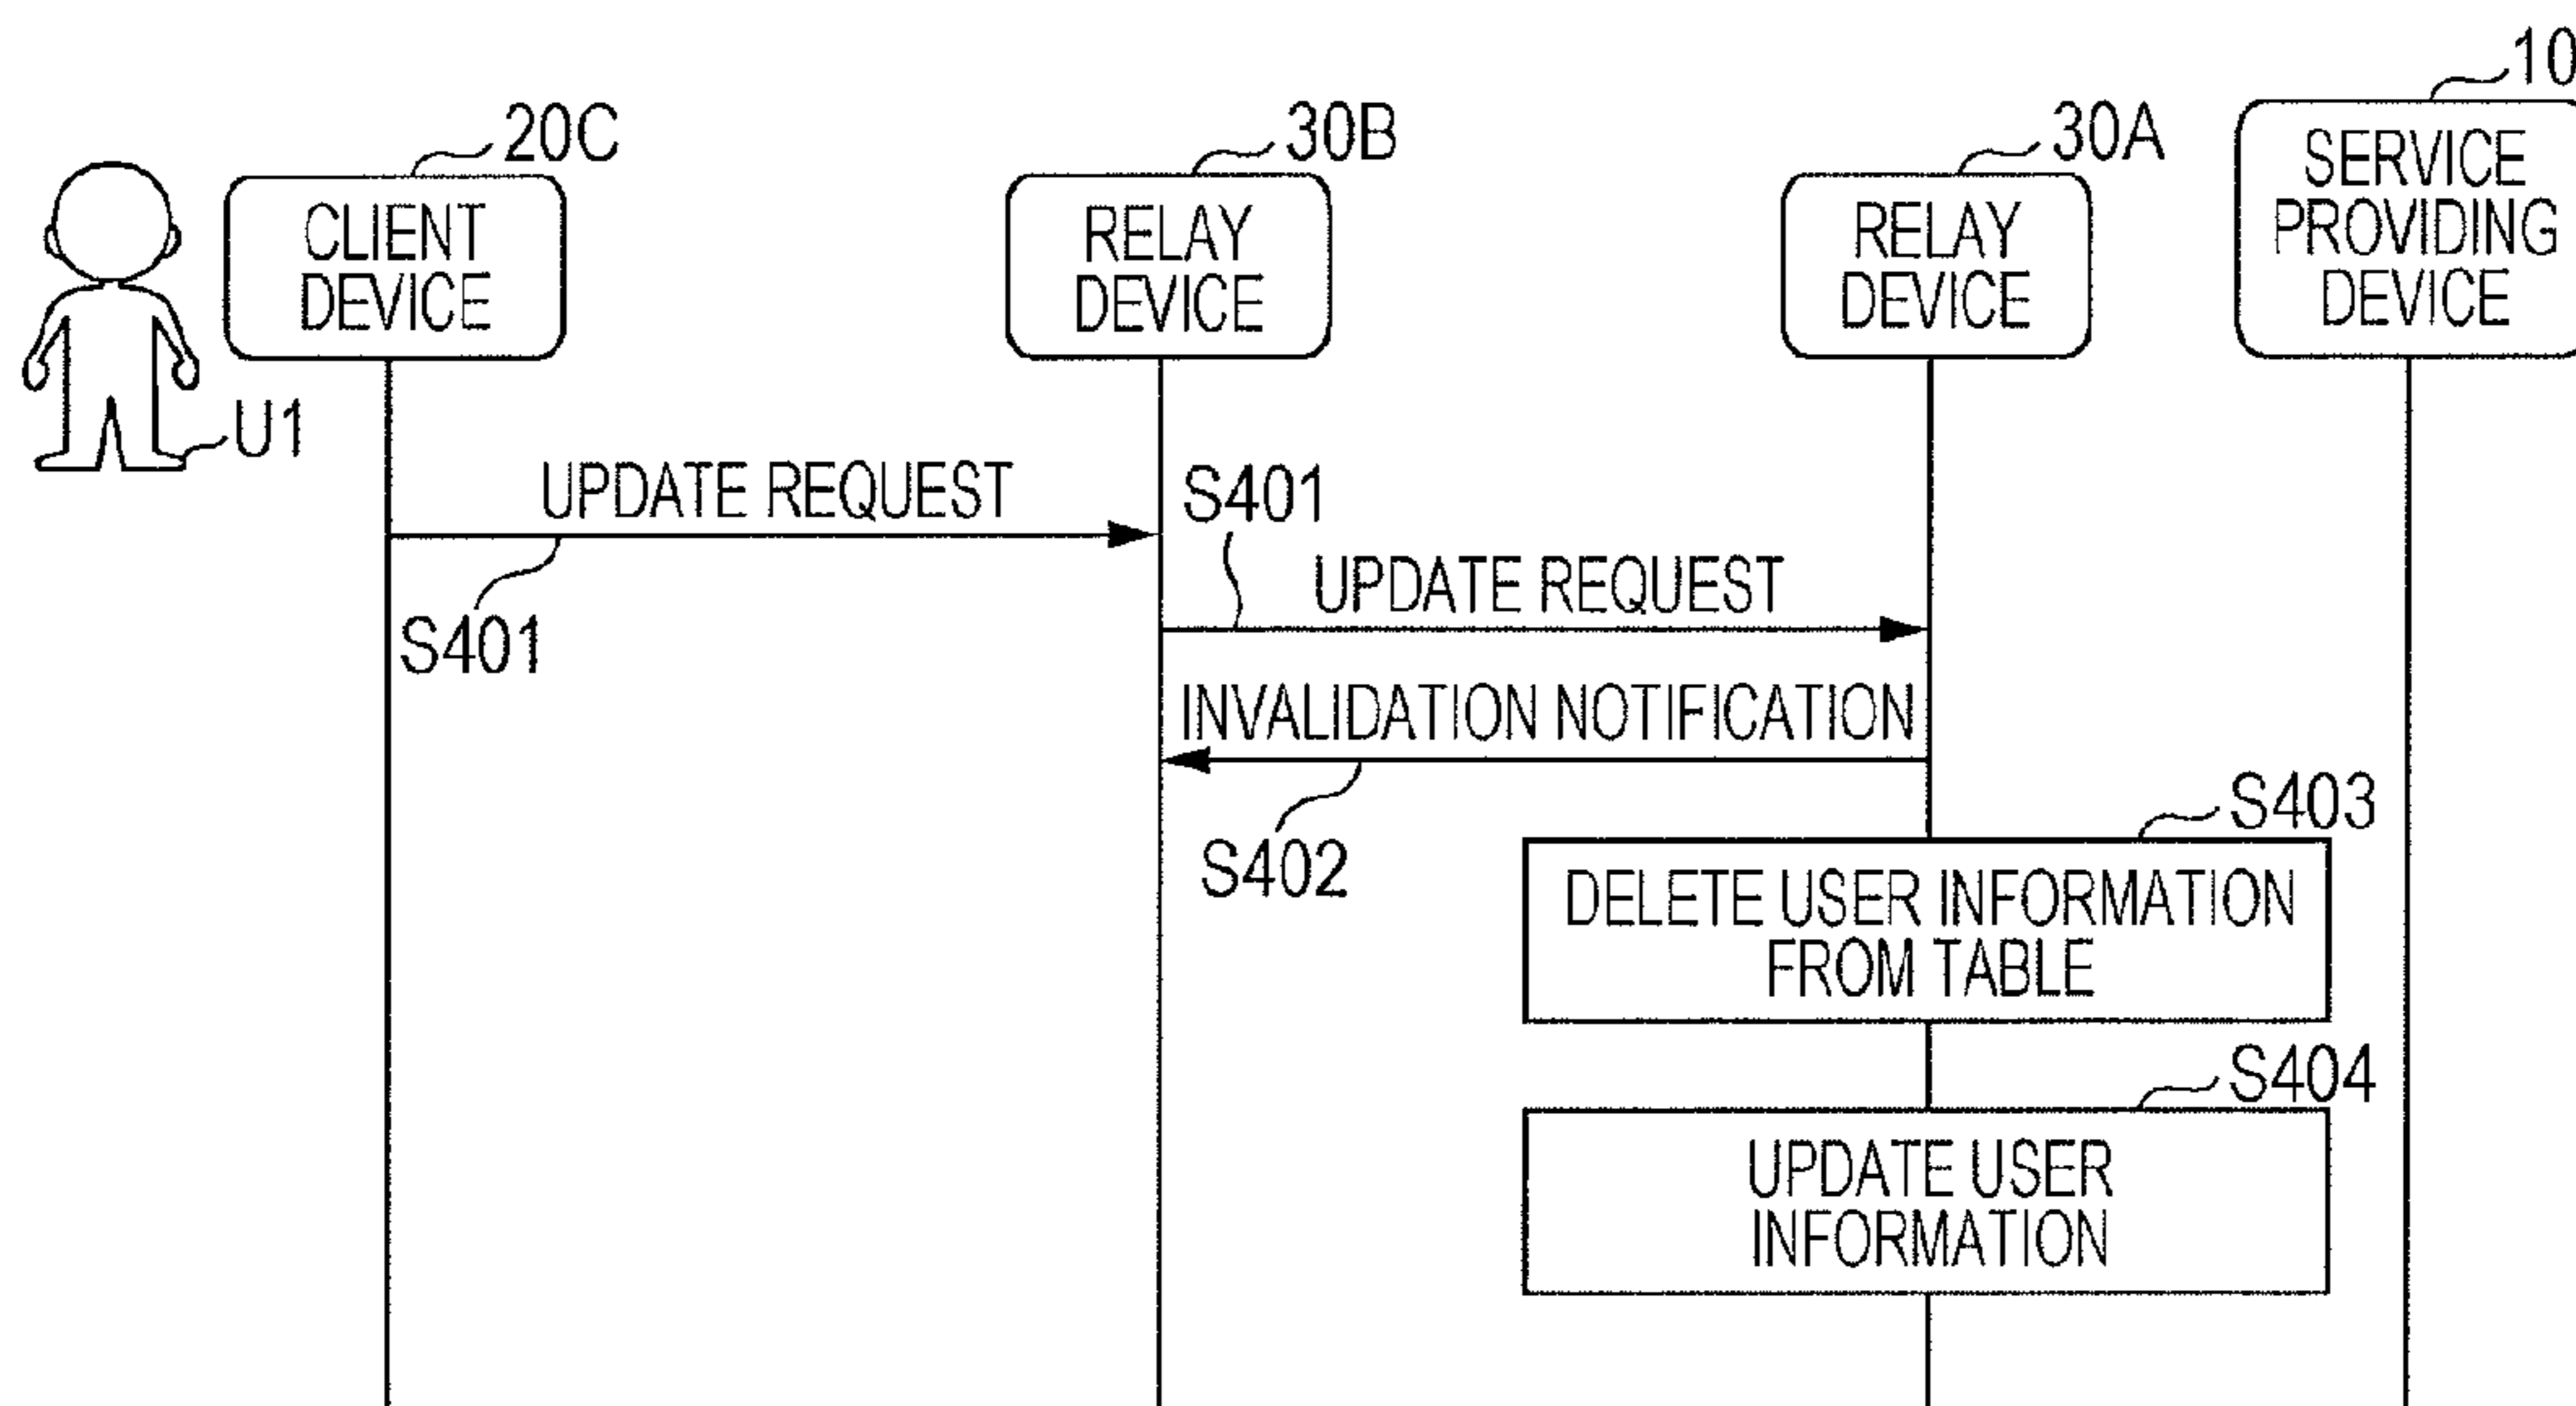 10
20C
30B
30A
CLIENT
DEVICE
RELAY
DEVICE
RELAY
DEVICE
SERVICE
PROVIDING
DEVICE
U1
UPDATE REQUEST
S401
S401
UPDATE REQUEST
INVALIDATION NOTIFICATION
S402
S403
DELETE USER INFORMATION
FROM TABLE
S404
UPDATE USER
INFORMATION